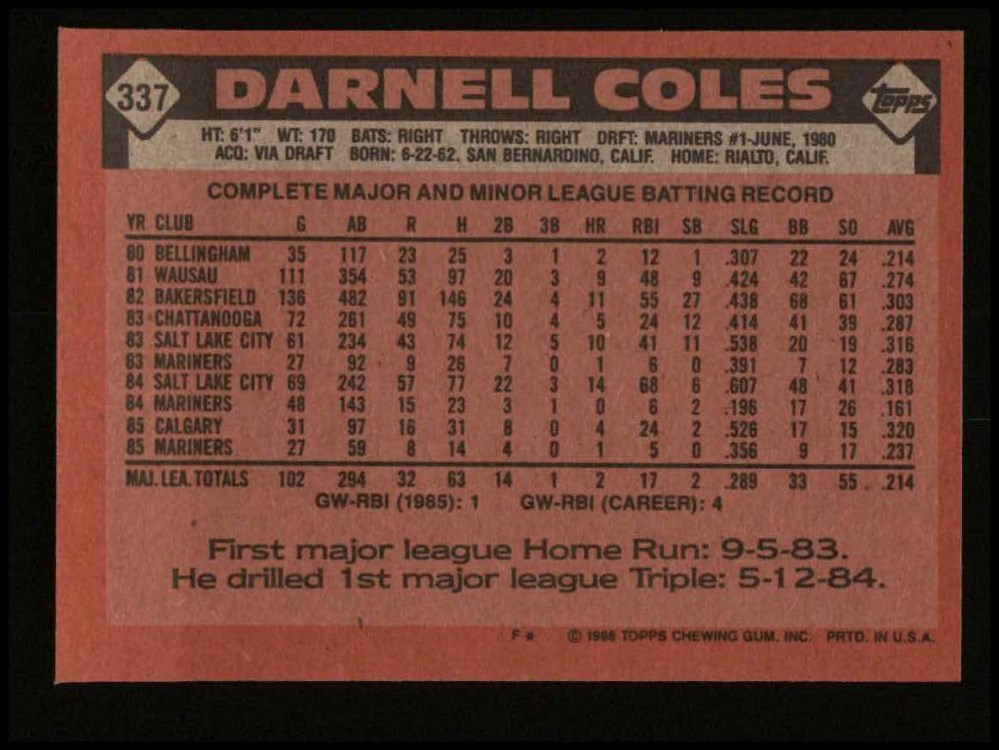 337 DARNELL COLES topps
HT: 6'1" WT: 170 BATS: RIGHT THROWS: RIGHT DRFT: MARINERS #1-JUNE, 1980
ACQ: VIA DRAFT BORN: 6-22-62, SAN BERNARDINO, CALIF. HOME: RIALTO, CALIF.
COMPLETE MAJOR AND MINOR LEAGUE BATTING RECORD
YR CLUB G AB R H 2B 3B HR RBI SB SLG BB SO AVG
80 BELLINGHAM 35 117 23 25 3 1 2 12 1 .307 22 24 .214
81 WAUSAU 111 354 53 97 20 3 9 48 9 .424 42 67 .274
82 BAKERSFIELD 136 482 91 146 24 4 11 55 27 .438 68 61 .303
83 CHATTANOOGA 72 261 49 75 10 4 5 24 12 .414 41 39 .287
83 SALT LAKE CITY 61 234 43 74 12 5 10 41 11 .538 20 19 .316
83 MARINERS 27 92 9 26 7 0 1 6 0 .391 7 12 .283
84 SALT LAKE CITY 69 242 57 77 22 3 14 68 6 .607 48 41 .318
84 MARINERS 48 143 15 23 3 1 0 6 2 .196 17 26 .161
85 CALGARY 31 97 16 31 8 0 4 24 2 .526 17 15 .320
85 MARINERS 27 59 8 14 4 0 1 5 0 .356 9 17 .237
MAJ. LEA. TOTALS 102 294 32 63 14 1 2 17 2 .289 33 55 .214
GW-RBI (1985): 1 GW-RBI (CAREER): 4
First major league Home Run: 9-5-83.
He drilled 1st major league Triple: 5-12-84.
F * © 1986 TOPPS CHEWING GUM, INC. PRTD. IN U.S.A.